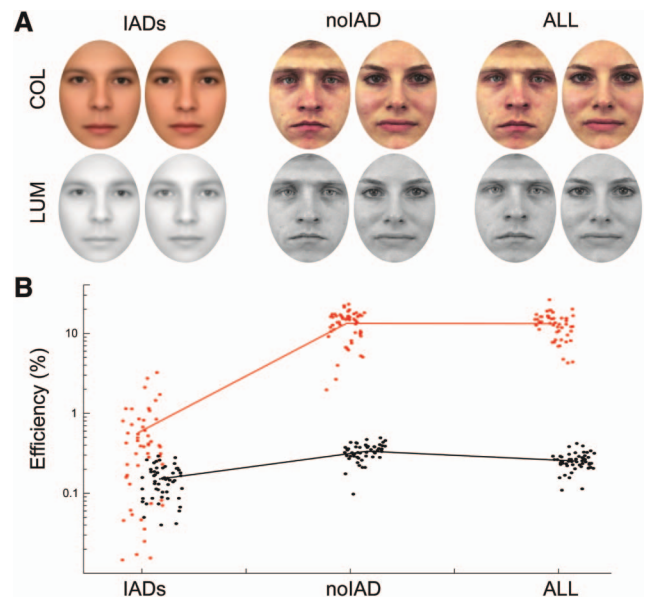 A
IADs noIAD ALL
COL
LUM
B
Efficiency (%)
10
1
0.1
IADs noIAD ALL